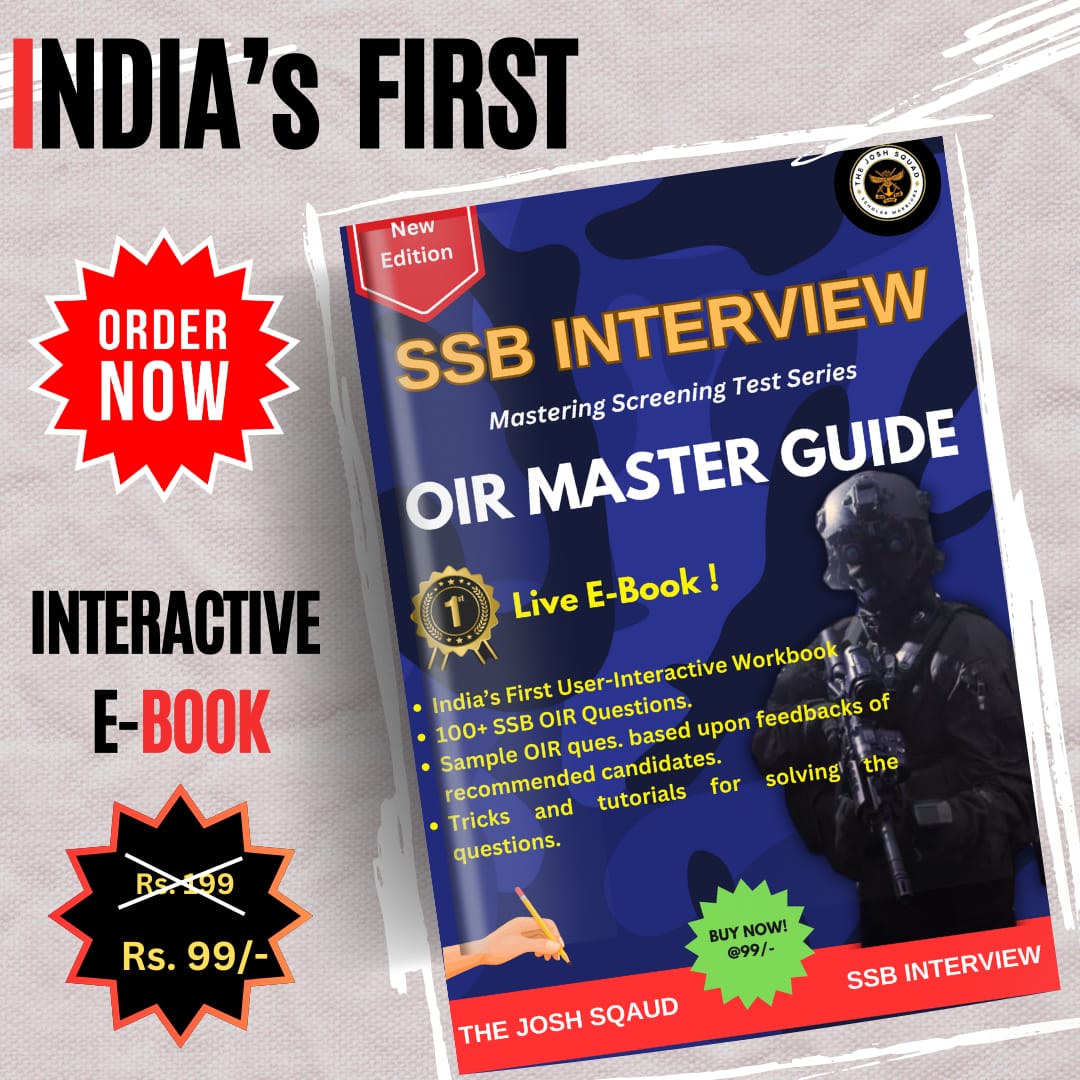 INDIA's FIRST
ORDER
NOW
INTERACTIVE
E-BOOK
Rs. 199
Rs. 99/-
New
Edition
THE JOSH SQUAD
SCHOLER WARRIORS
SSB INTERVIEW
Mastering Screening Test Series
OIR MASTER GUIDE
1st
Live E-Book !
• India's First User-Interactive Workbook
• 100+ SSB OIR Questions.
• Sample OIR ques. based upon feedbacks of
recommended candidates.
• Tricks and tutorials for solving the
questions.
BUY NOW!
@99/-
THE JOSH SQAUD
SSB INTERVIEW